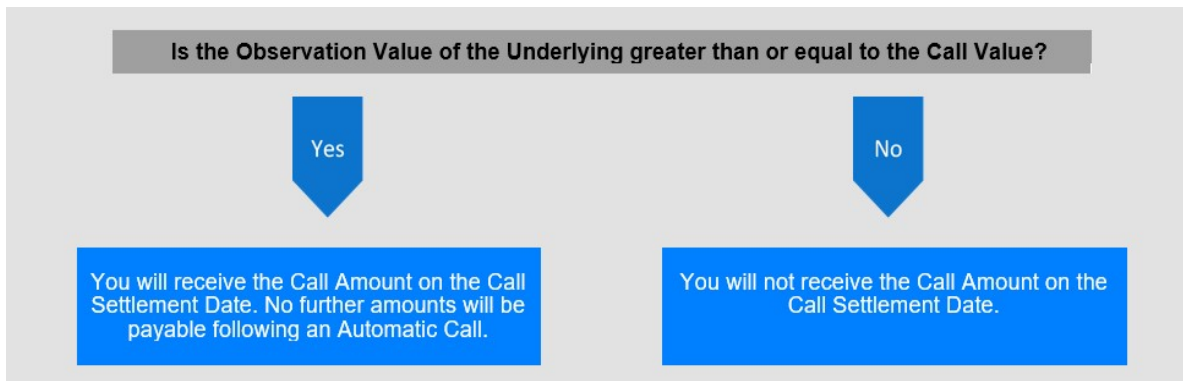 Is the Observation Value of the Underlying greater than or equal to the Call Value?
Yes
No
You will receive the Call Amount on the Call
Settlement Date. No further amounts will be
payable following an Automatic Call.
You will not receive the Call Amount on the
Call Settlement Date.